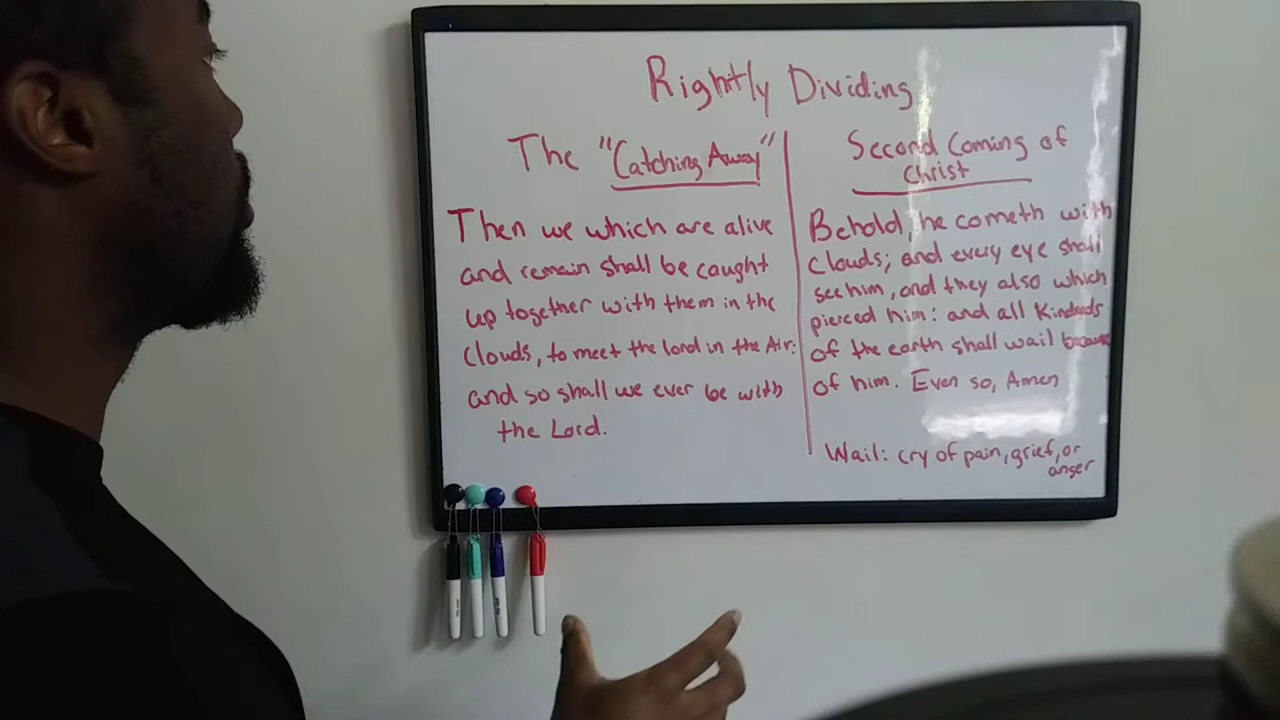 Rightly Dividing
The "Catching Away"
Then we which are alive
and remain shall be caught
up together with them in the
clouds, to meet the lord in the Air:
and so shall we ever be with
the Lord.
Second Coming of
Christ
Behold, he cometh with
clouds; and every eye shall
see him, and they also which
pierced him: and all Kindreds
of the earth shall wail because
of him. Even so, Amen
Wail: cry of pain, grief, or
anger